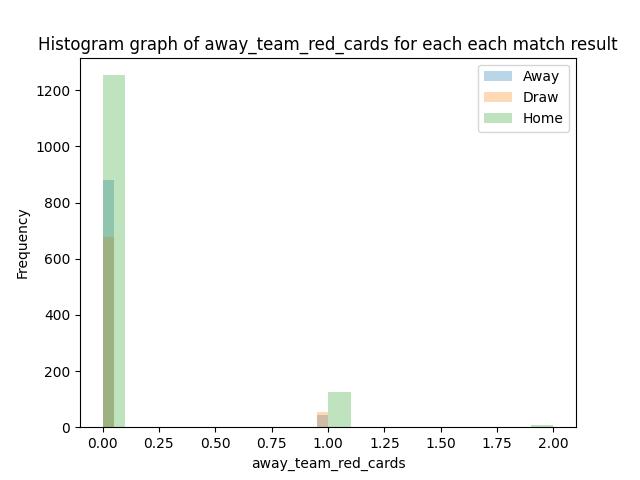 Histogram graph of away_team_red_cards for each each match result
Away
Draw
Home
Frequency
1200
1000
800
600
400
200
0
0.00 0.25 0.50 0.75 1.00 1.25 1.50 1.75 2.00
away_team_red_cards